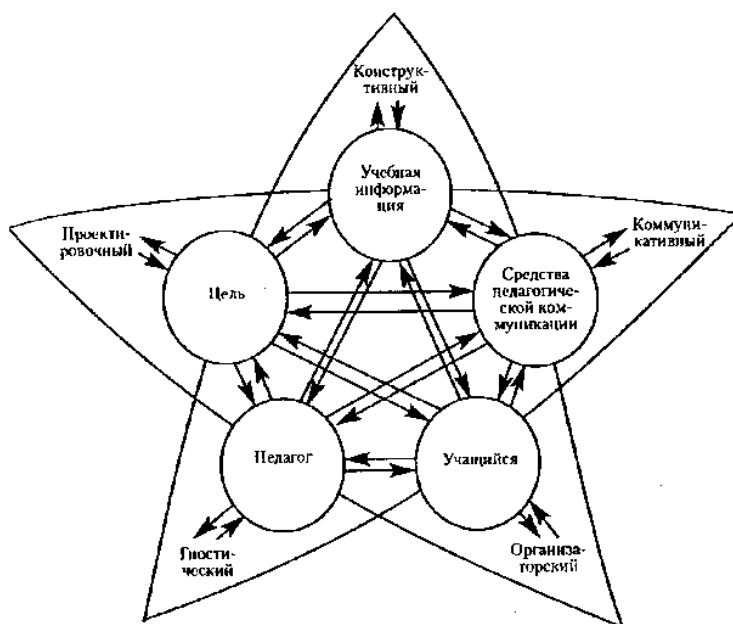 Конструк-
тивный
Учебная
информа-
ция
Проекти-
ровочный
Коммуни-
кативный
Цель
Средства
педагогиче-
ской ком-
муникации
Педагог
Учащийся
Гности-
ческий
Организа-
торский